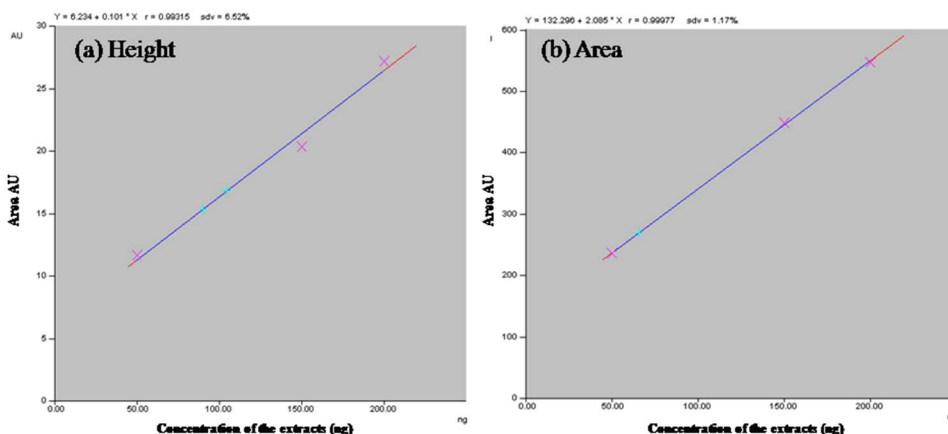 Y = 6.234 + 0.101 * X r = 0.99315 sdv = 6.52%
AU
(a) Height
30
25
20
15
10
5
0
Area AU
0.00 50.00 100.00 150.00 200.00
ng
Concentration of the extracts (ng)
Y = 132.296 + 2.085 * X r = 0.99977 sdv = 1.17%
(b) Area
600
500
400
300
200
100
0
Area AU
0.00 50.00 100.00 150.00 200.00
Concentration of the extracts (ng)